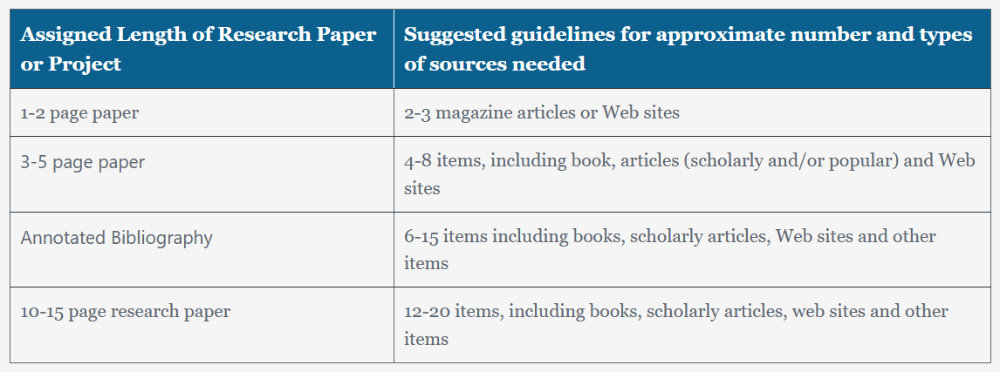 Assigned Length of Research Paper
or Project
Suggested guidelines for approximate number and types
of sources needed
1-2 page paper
2-3 magazine articles or Web sites
3-5 page paper
4-8 items, including book, articles (scholarly and/or popular) and Web
sites
Annotated Bibliography
6-15 items including books, scholarly articles, Web sites and other
items
10-15 page research paper
12-20 items, including books, scholarly articles, web sites and other
items